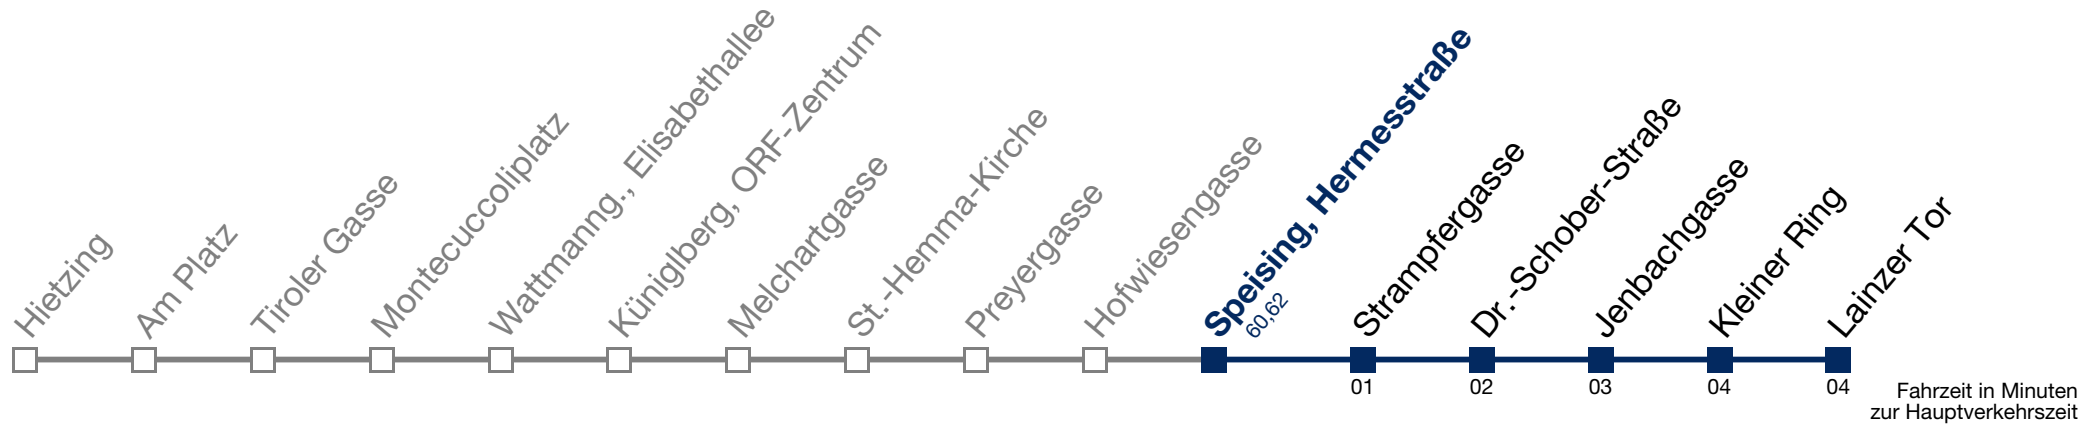 Hietzing
Am Platz
Tiroler Gasse
Montecuccoliplatz
Wattmanng., Elisabethallee
Küniglberg, ORF-Zentrum
Melchartgasse
St.-Hemma-Kirche
Preyergasse
Hofwiesengasse
Speising, Hermesstraße
60,62
Strampfergasse
Dr.-Schober-Straße
Jenbachgasse
Kleiner Ring
Lainzer Tor
01
02
03
04
04
Fahrzeit in Minuten
zur Hauptverkehrszeit